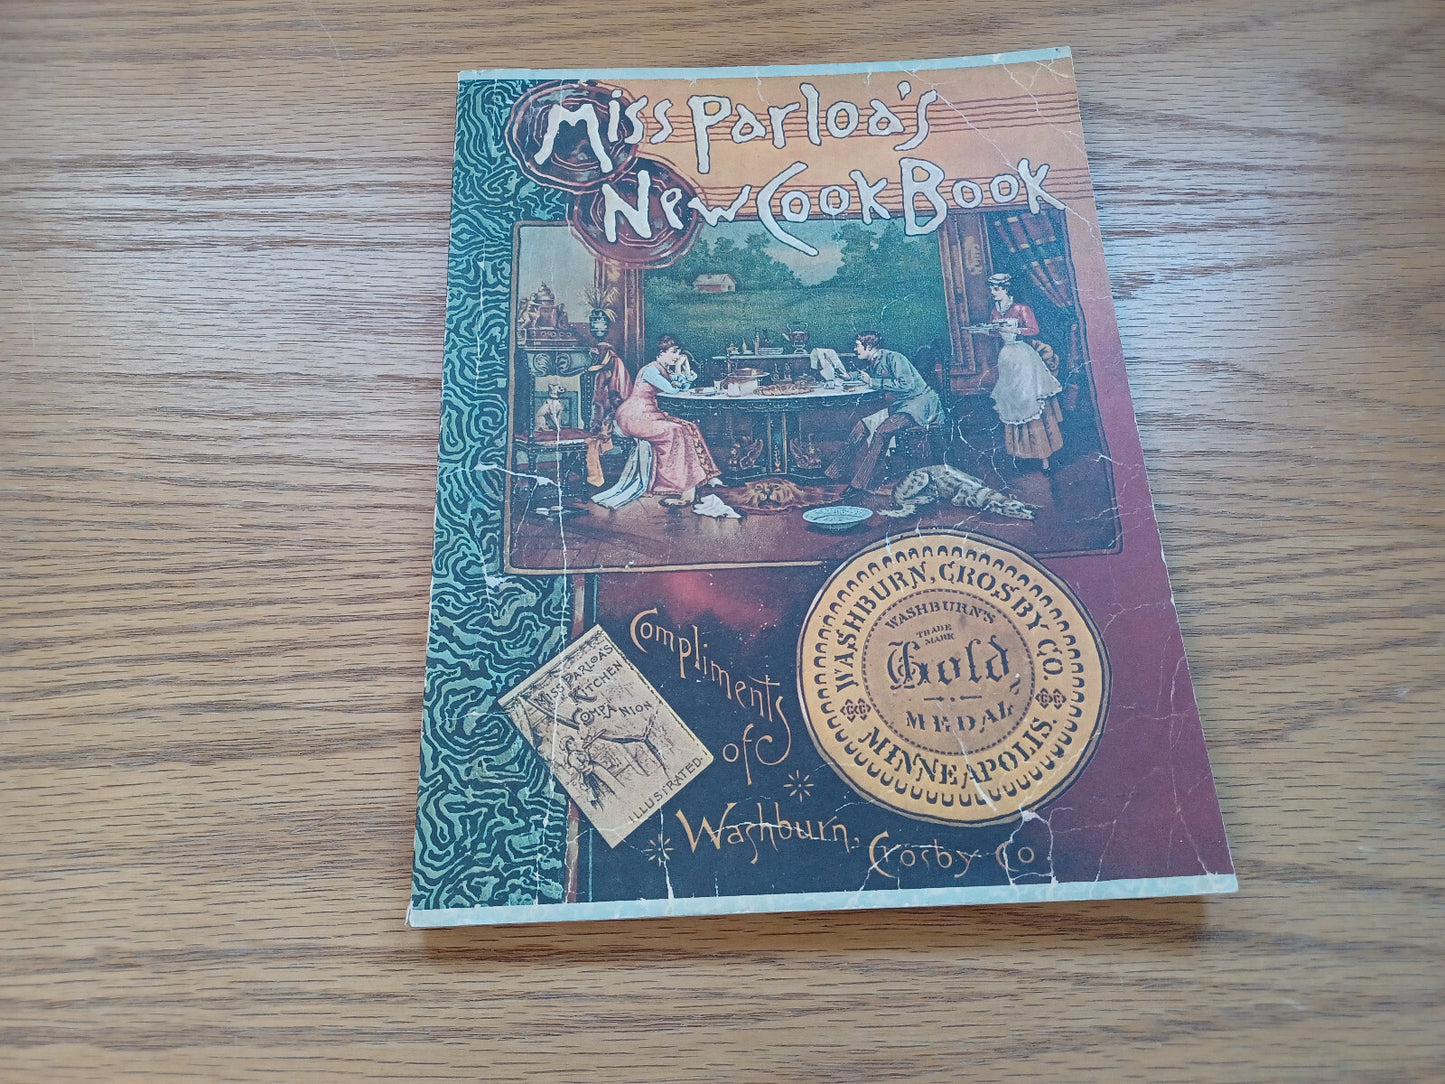 Miss Parloa's
New Cook Book
MISS PARLOA'S
KITCHEN
COMPANION
ILLUSTRATED.
Compliments
of
Washburn, Crosby Co
WASHBURN, CROSBY CO.
MINNEAPOLIS.
WASHBURN'S
TRADE
MARK
Gold
MEDAL